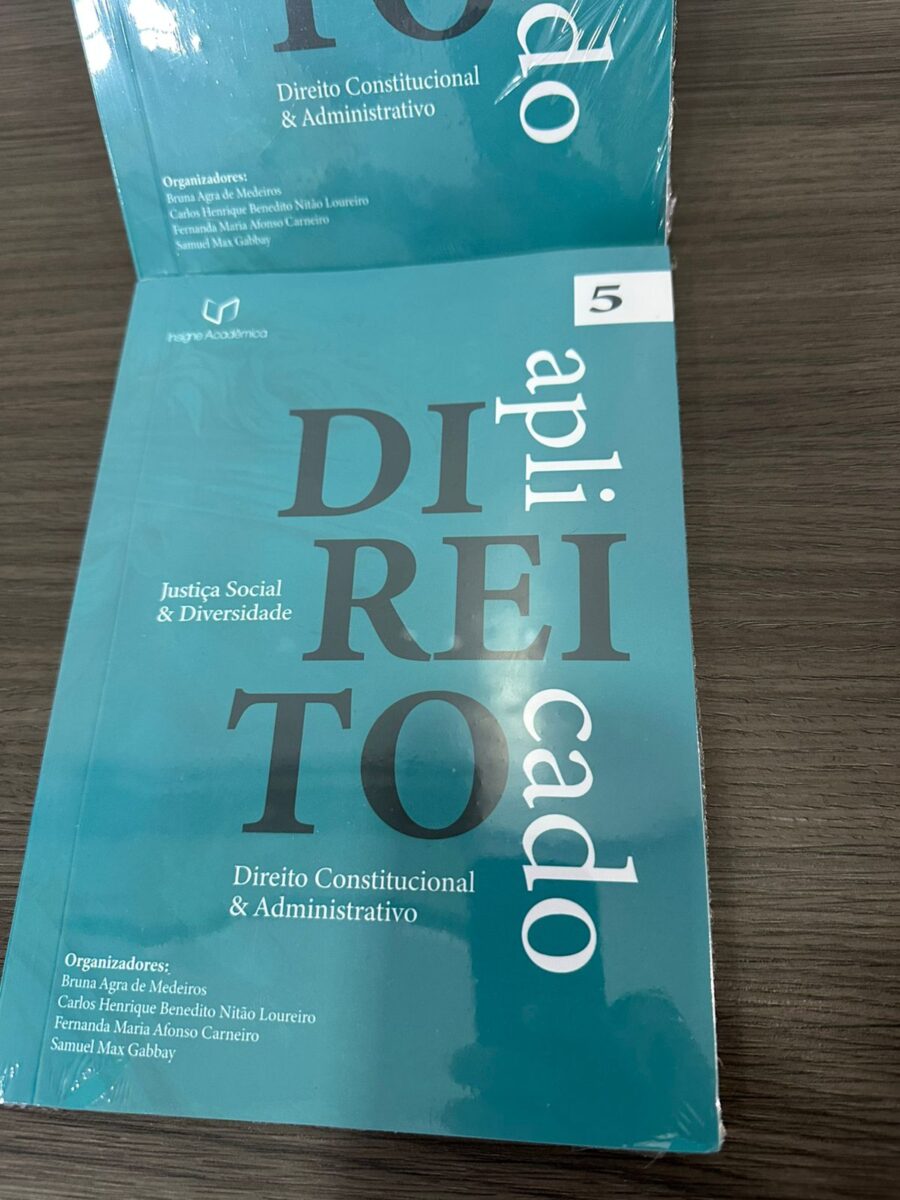 TO
do
Direito Constitucional
& Administrativo
Organizadores:
Bruna Agra de Medeiros
Carlos Henrique Benedito Nitão Loureiro
Fernanda Maria Afonso Carneiro
Samuel Max Gabbay
Insigne Acadêmica
5
apli
DI
REI
TO
cado
Justiça Social
& Diversidade
Direito Constitucional
& Administrativo
Organizadores:
Bruna Agra de Medeiros
Carlos Henrique Benedito Nitão Loureiro
Fernanda Maria Afonso Carneiro
Samuel Max Gabbay